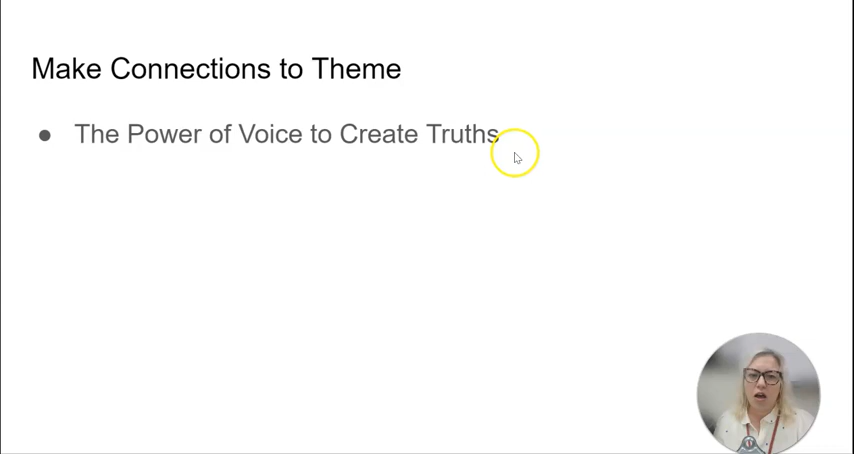 Make Connections to Theme
● The Power of Voice to Create Truths